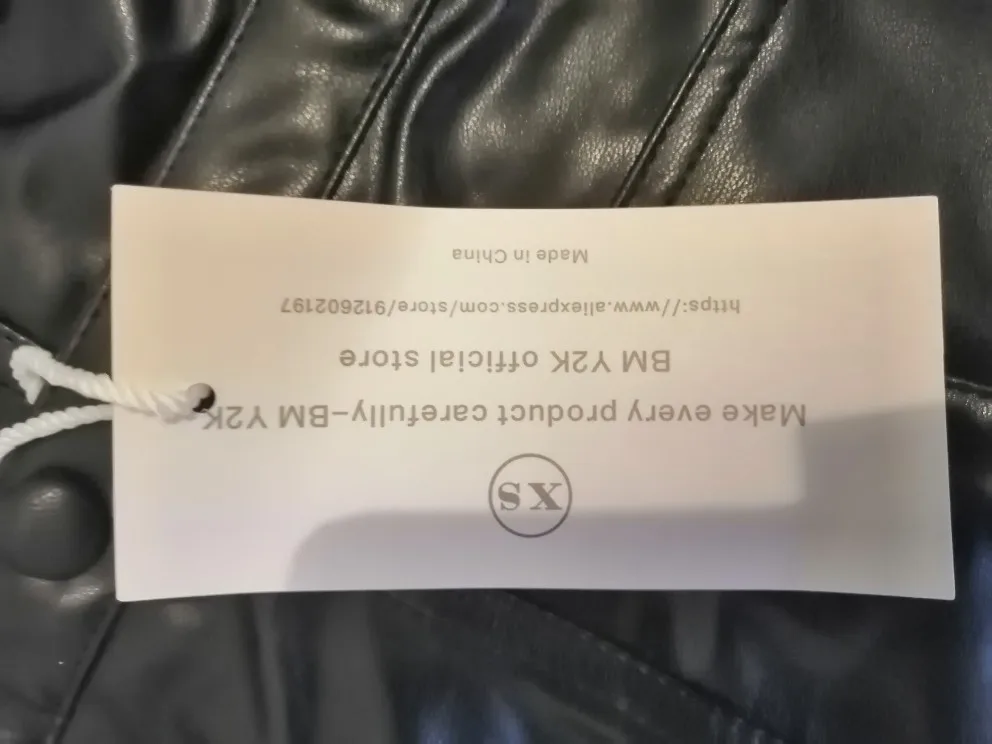 XS
Make every product carefully-BM Y2K
BM Y2K official store
https://www.aliexpress.com/store/912602197
Made in China